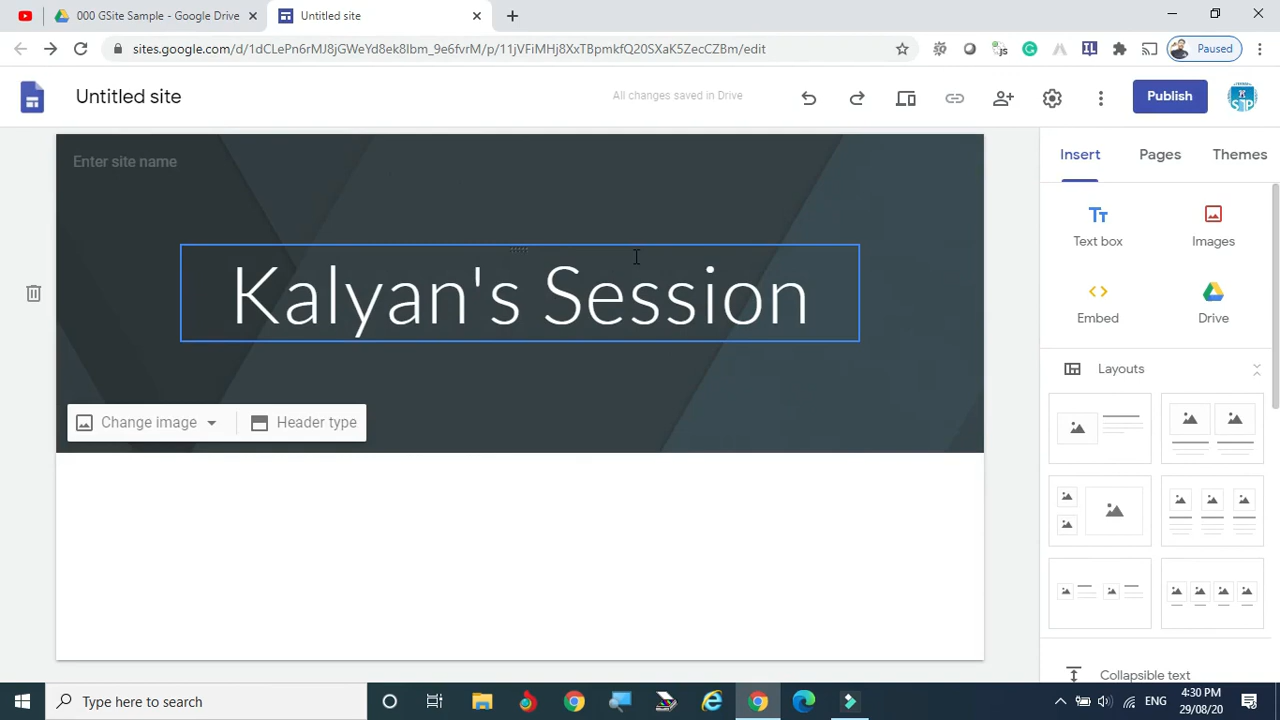 000 GSite Sample - Google Drive
Untitled site
sites.google.com/d/1dCLePn6rMJ8jGWeYd8ek8lbm_9e6fvrM/p/11jVFiMHj8XxTBpmkfQ20SXaK5ZecCZBm/edit
Paused
Untitled site
All changes saved in Drive
Publish
Enter site name
Kalyan's Session
Change image
Header type
Insert
Pages
Themes
Text box
Images
Embed
Drive
Layouts
Collapsible text
Type here to search
ENG
4:30 PM
29/08/20